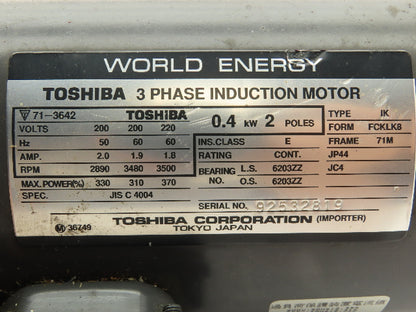 WORLD ENERGY
TOSHIBA 3 PHASE INDUCTION MOTOR
71-3642 TOSHIBA 0.4 kW 2 POLES TYPE IK
VOLTS 200 200 220 FORM FCKLK8
Hz 50 60 60 INS.CLASS E FRAME 71M
AMP. 2.0 1.9 1.8 RATING CONT. JP44
RPM 2890 3480 3500 BEARING L.S. 6203ZZ JC4
MAX.POWER(%) 330 310 370 NO. O.S. 6203ZZ
SPEC. JIS C 4004
SERIAL NO. 92532819
TOSHIBA CORPORATION (IMPORTER)
M 35749 TOKYO JAPAN